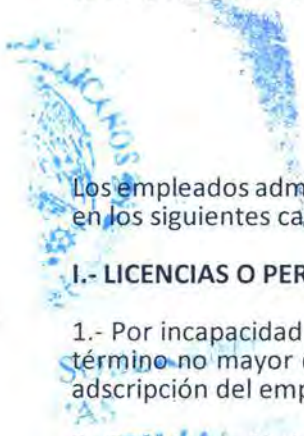 Los empleados adm
en los siguientes ca
I.- LICENCIAS O PER
1.- Por incapacidad
término no mayor
adscripción del emp